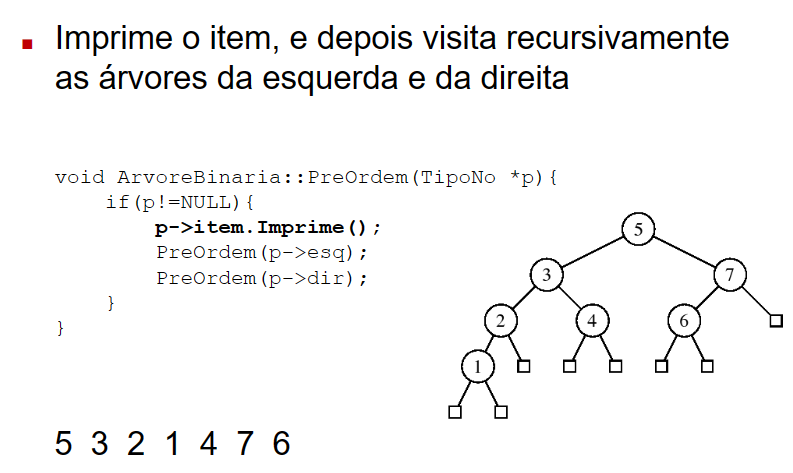 Imprime o item, e depois visita recursivamente
as árvores da esquerda e da direita
void ArvoreBinaria::PreOrdem(TipoNo *p){
if(p!=NULL){
p->item.Imprime();
PreOrdem(p->esq);
PreOrdem(p->dir);
}
}
5
3 7
2 4 6
1
5 3 2 1 4 7 6